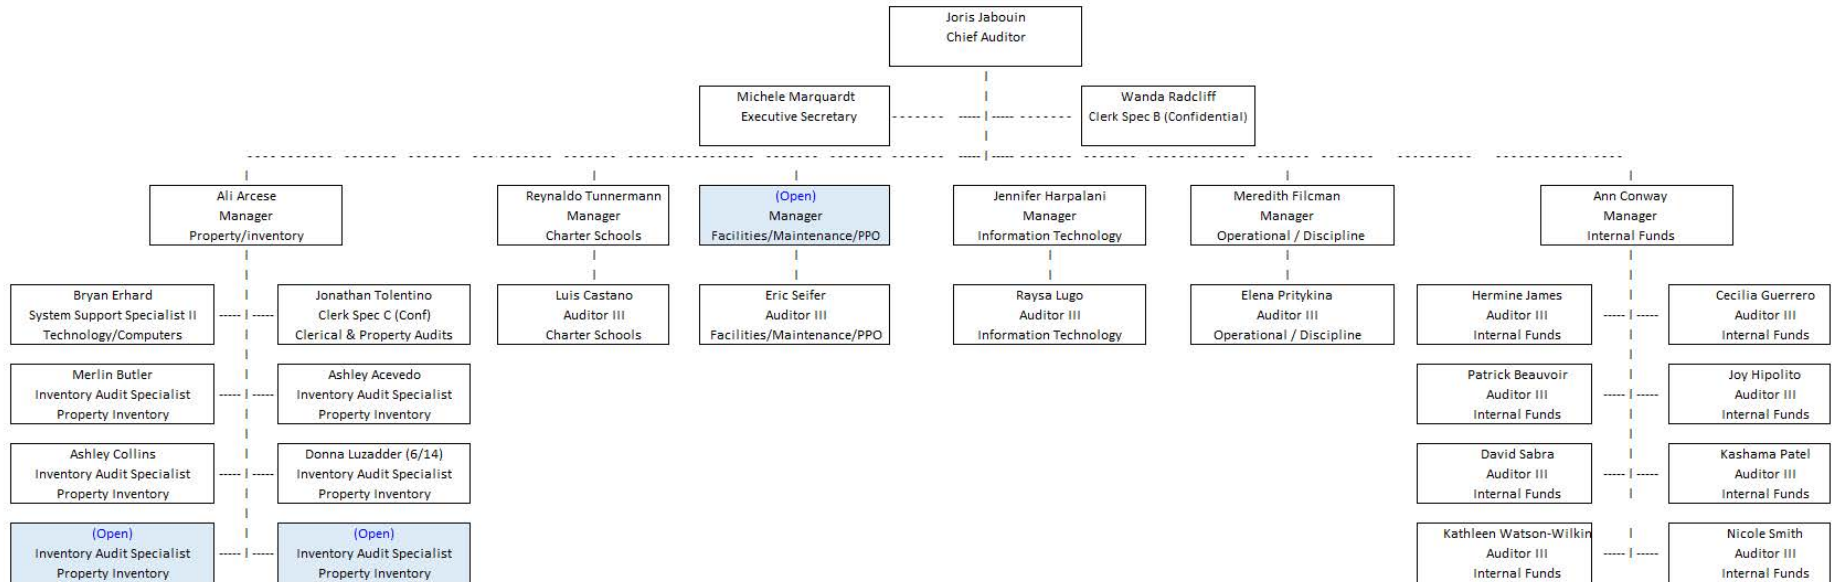 Joris Jabouin
Chief Auditor
Michele Marquardt
Executive Secretary
Wanda Radcliff
Clerk Spec B (Confidential)
Ali Arcese
Manager
Property/inventory
Reynaldo Tunnermann
Manager
Charter Schools
(Open)
Manager
Facilities/Maintenance/PPO
Jennifer Harpalani
Manager
Information Technology
Meredith Filcman
Manager
Operational / Discipline
Ann Conway
Manager
Internal Funds
Bryan Erhard
System Support Specialist II
Technology/Computers
Jonathan Tolentino
Clerk Spec C (Conf)
Clerical & Property Audits
Luis Castano
Auditor III
Charter Schools
Eric Seifer
Auditor III
Facilities/Maintenance/PPO
Raysa Lugo
Auditor III
Information Technology
Elena Pritykina
Auditor III
Operational / Discipline
Hermine James
Auditor III
Internal Funds
Cecilia Guerrero
Auditor III
Internal Funds
Merlin Butler
Inventory Audit Specialist
Property Inventory
Ashley Acevedo
Inventory Audit Specialist
Property Inventory
Patrick Beauvoir
Auditor III
Internal Funds
Joy Hipolito
Auditor III
Internal Funds
Ashley Collins
Inventory Audit Specialist
Property Inventory
Donna Luzadder (6/14)
Inventory Audit Specialist
Property Inventory
David Sabra
Auditor III
Internal Funds
Kashama Patel
Auditor III
Internal Funds
(Open)
Inventory Audit Specialist
Property Inventory
(Open)
Inventory Audit Specialist
Property Inventory
Kathleen Watson-Wilkin
Auditor III
Internal Funds
Nicole Smith
Auditor III
Internal Funds